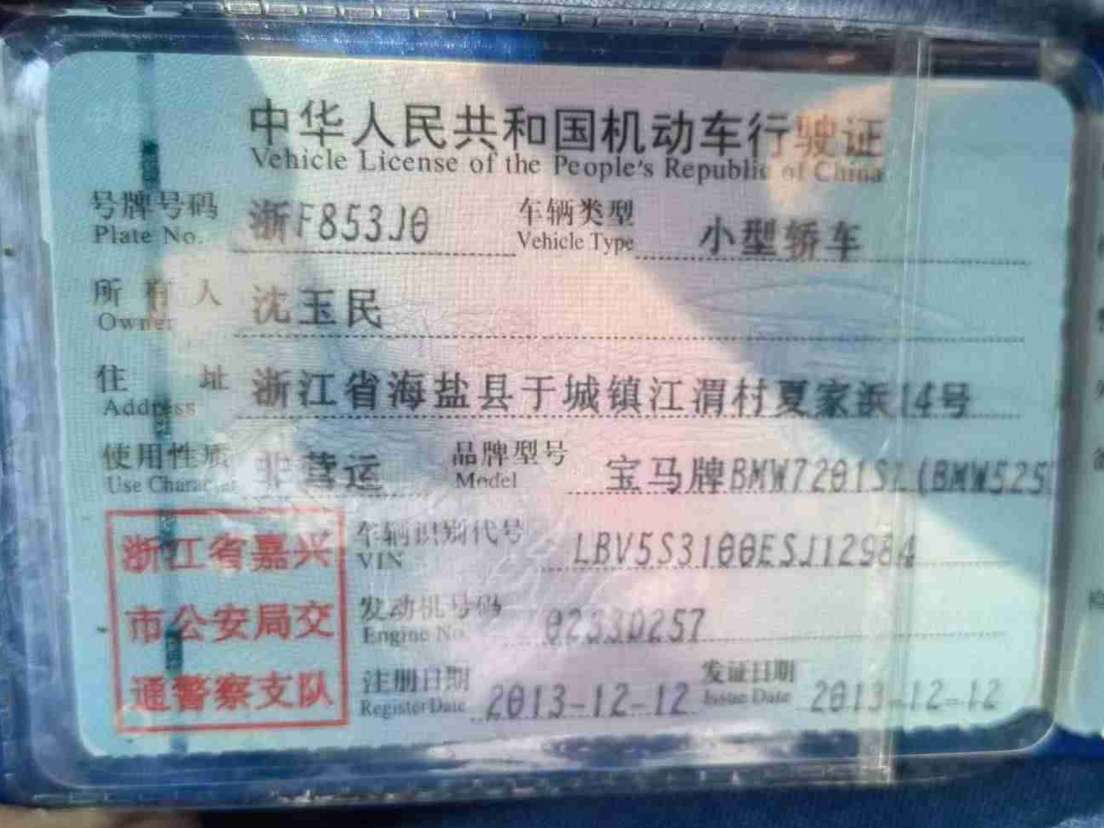 中华人民共和国机动车行驶证
Vehicle License of the People's Republic of China
号牌号码 浙F853J0 车辆类型 小型轿车
Plate No. Vehicle Type
所有人 沈玉民
Owner
住址 浙江省海盐县于城镇江渭村夏家浜14号
Address
使用性质 非营运 品牌型号 宝马牌BMW7201SL(BMW525
Use Character Model
浙江省嘉兴 车辆识别代号 LBV5S3100ESJ12984
VIN
市公安局交 发动机号码 0233D257
Engine No.
通警察支队 注册日期 2013-12-12 发证日期 2013-12-12
Register Date Issue Date